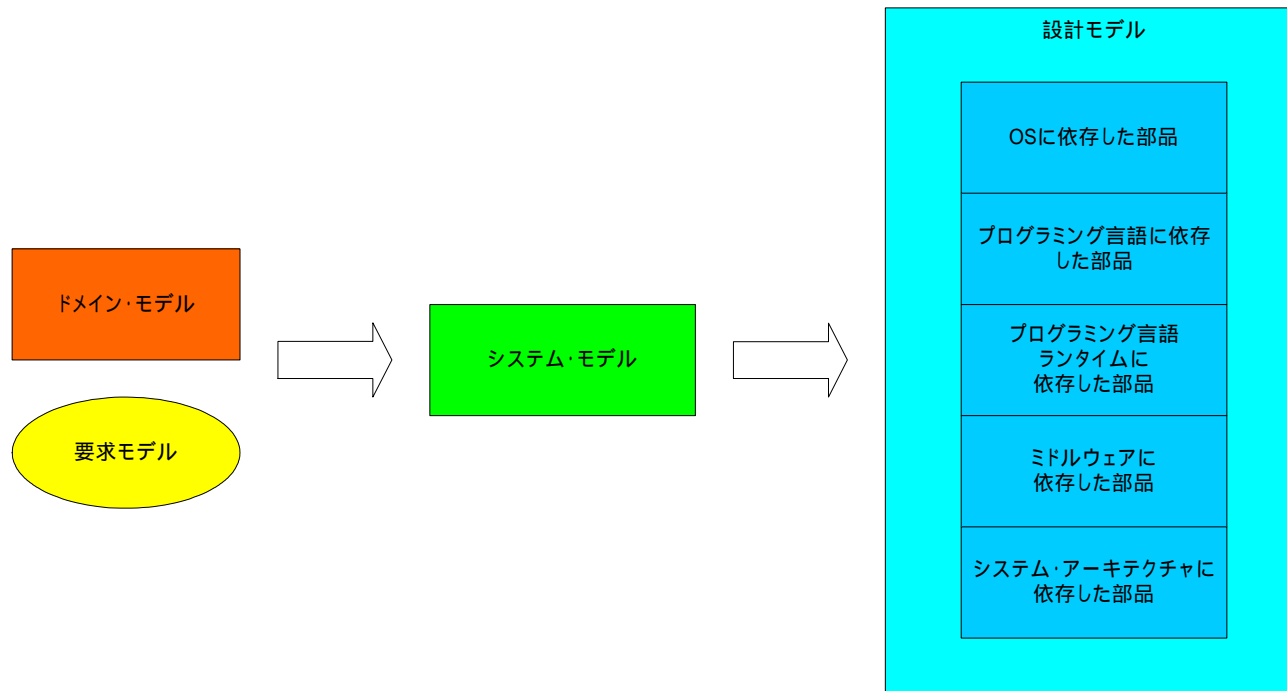 ドメイン・モデル
要求モデル
システム・モデル
設計モデル
OSに依存した部品
プログラミング言語に依存
した部品
プログラミング言語
ランタイムに
依存した部品
ミドルウェアに
依存した部品
システム・アーキテクチャに
依存した部品